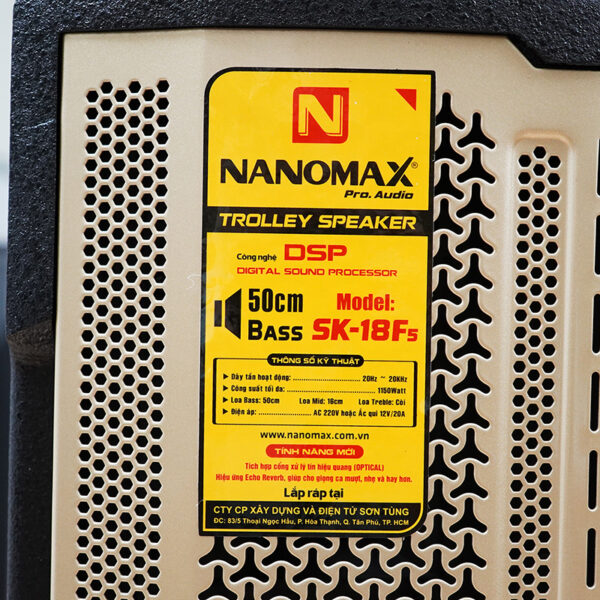 N
NANOMAX®
Pro. Audio
TROLLEY SPEAKER
Công nghệ DSP
DIGITAL SOUND PROCESSOR
50cm
BASS
Model:
SK-18F5
THÔNG SỐ KỸ THUẬT
Dãy tần hoạt động: 20Hz ~ 20KHz
Công suất tối đa: 1150Watt
Loa Bass: 50cm Loa Mid: 16cm Loa Treble: Còi
Điện áp: AC 220V hoặc Ắc qui 12V/20A
www.nanomax.com.vn
TÍNH NĂNG MỚI
Tích hợp cổng xử lý tín hiệu quang (OPTICAL)
Hiệu ứng Echo Reverb, giúp cho giọng ca mượt, nhẹ và hay hơn.
Lắp ráp tại
CTY CP XÂY DỰNG VÀ ĐIỆN TỬ SƠN TÙNG
ĐC: 83/5 Thoại Ngọc Hầu, P. Hòa Thạnh, Q. Tân Phú, TP. HCM